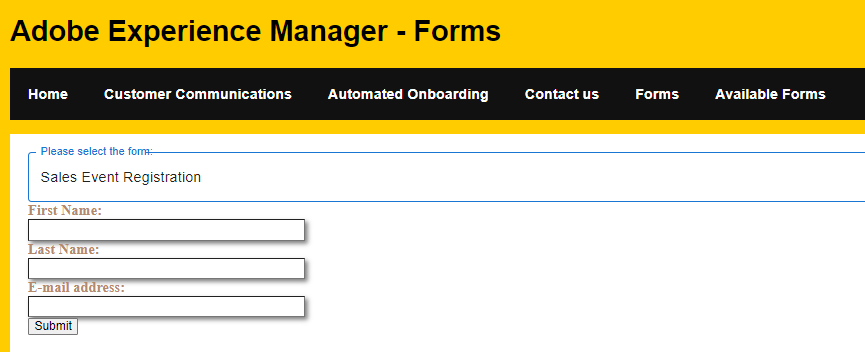 Adobe Experience Manager - Forms
Home Customer Communications Automated Onboarding Contact us Forms Available Forms
Please select the form:
Sales Event Registration
First Name:
Last Name:
E-mail address:
Submit